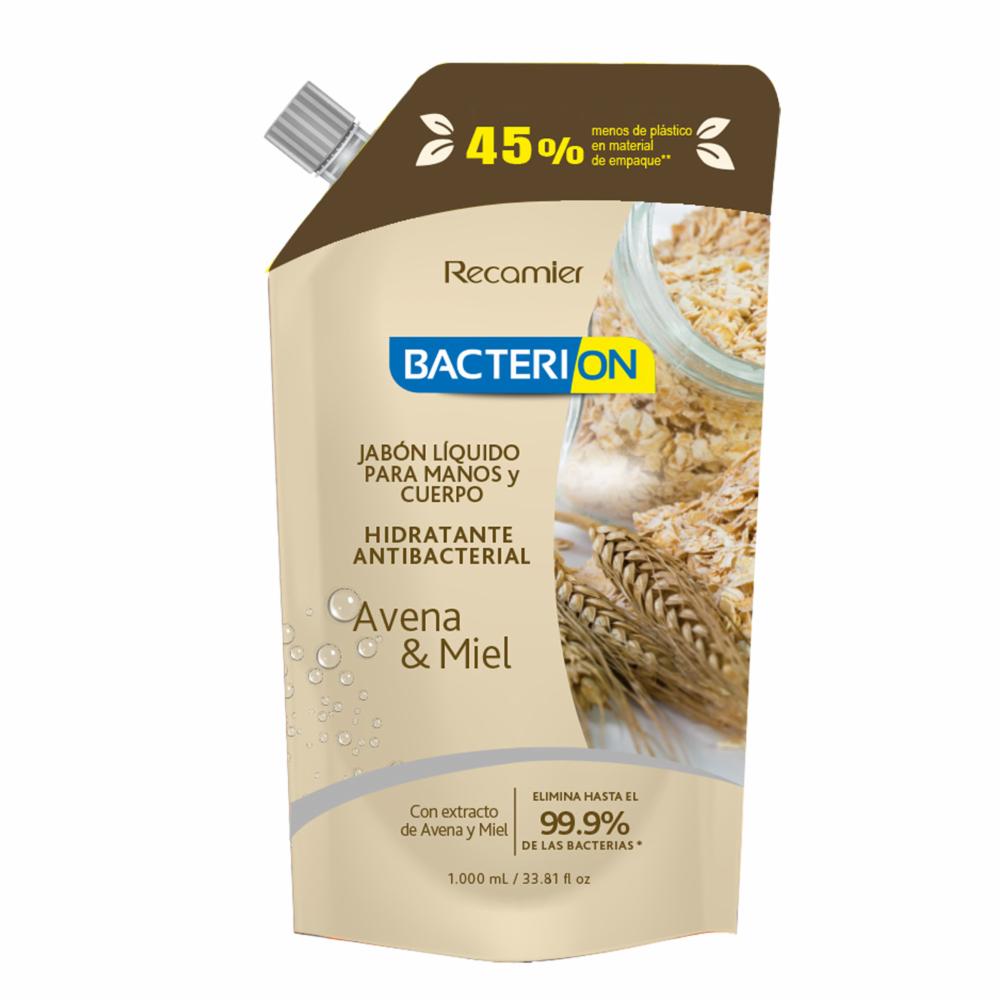 45%
menos de plástico
en material
de empaque**
Recamier
BACTERION
JABÓN LÍQUIDO
PARA MANOS y
CUERPO
HIDRATANTE
ANTIBACTERIAL
Avena
& Miel
Con extracto
de Avena y Miel
ELIMINA HASTA EL
99.9%
DE LAS BACTERIAS*
1.000 mL / 33.81 fl oz